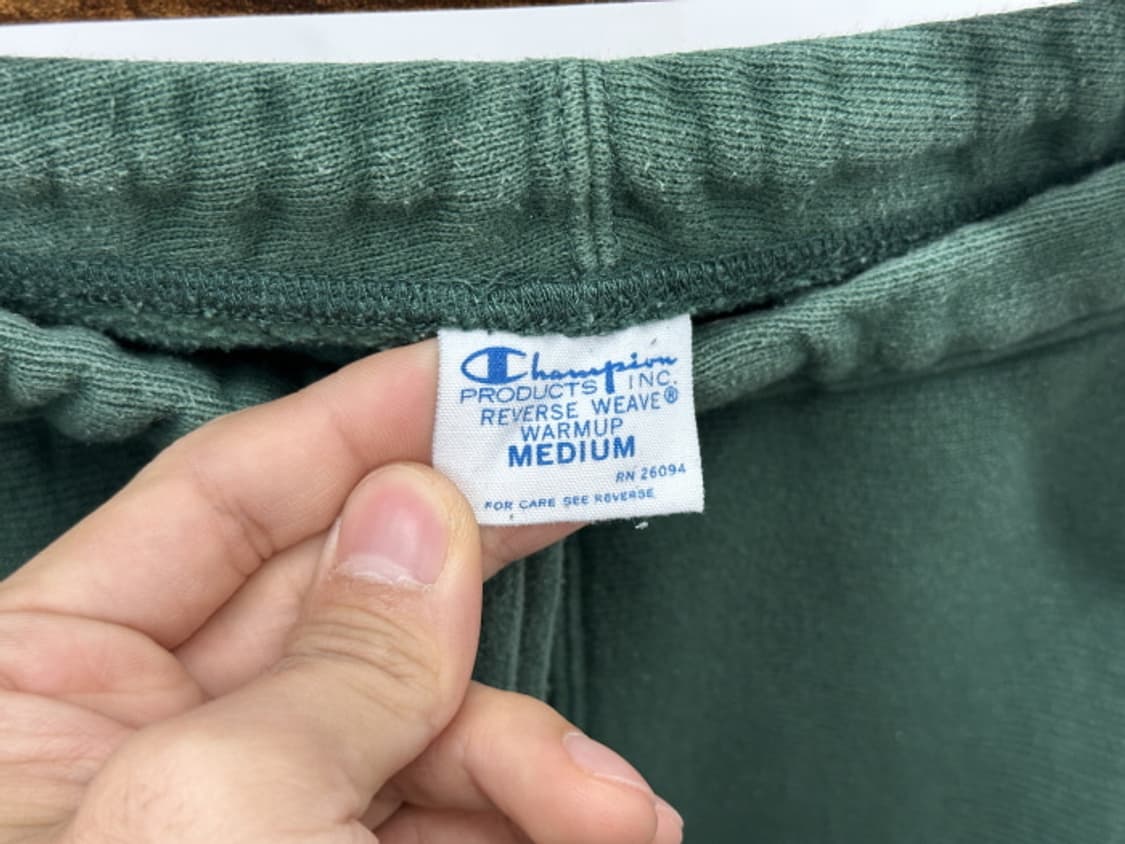 Champion
PRODUCTS INC.
REVERSE WEAVE®
WARMUP
MEDIUM
RN 26094
FOR CARE SEE REVERSE